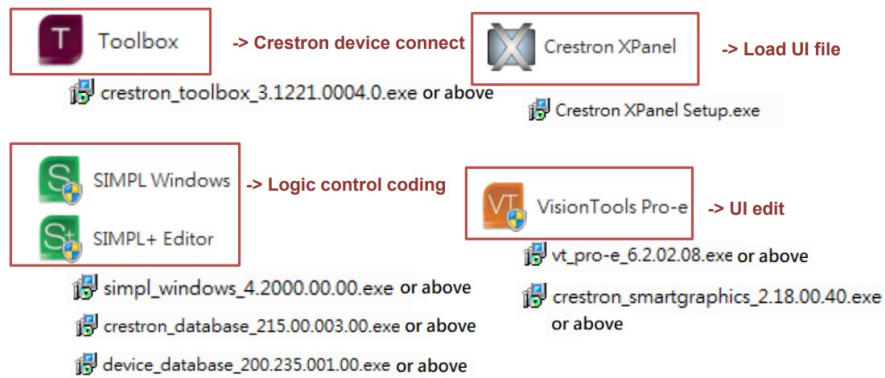 T Toolbox -> Crestron device connect
crestron_toolbox_3.1221.0004.0.exe or above
X Crestron XPanel -> Load UI file
Crestron XPanel Setup.exe
S SIMPL Windows -> Logic control coding
S+ SIMPL+ Editor
simpl_windows_4.2000.00.00.exe or above
crestron_database_215.00.003.00.exe or above
device_database_200.235.001.00.exe or above
VT VisionTools Pro-e -> UI edit
vt_pro-e_6.2.02.08.exe or above
crestron_smartgraphics_2.18.00.40.exe
or above